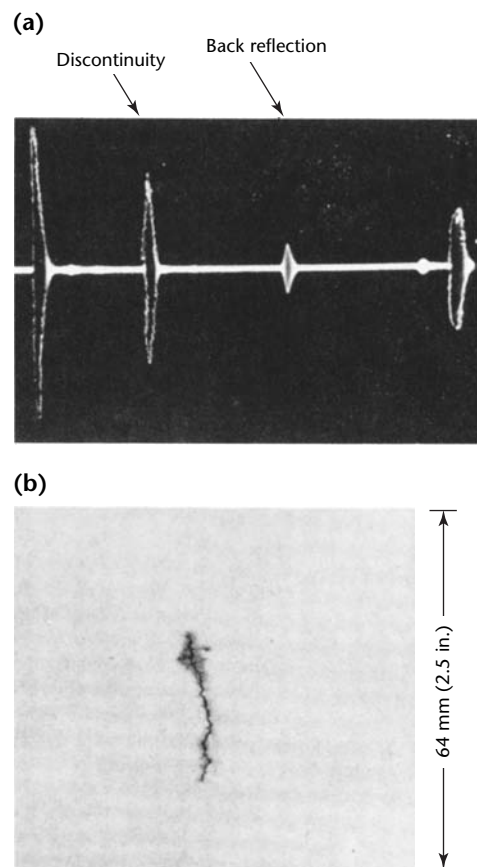 (a)
Discontinuity
Back reflection
(b)
64 mm (2.5 in.)